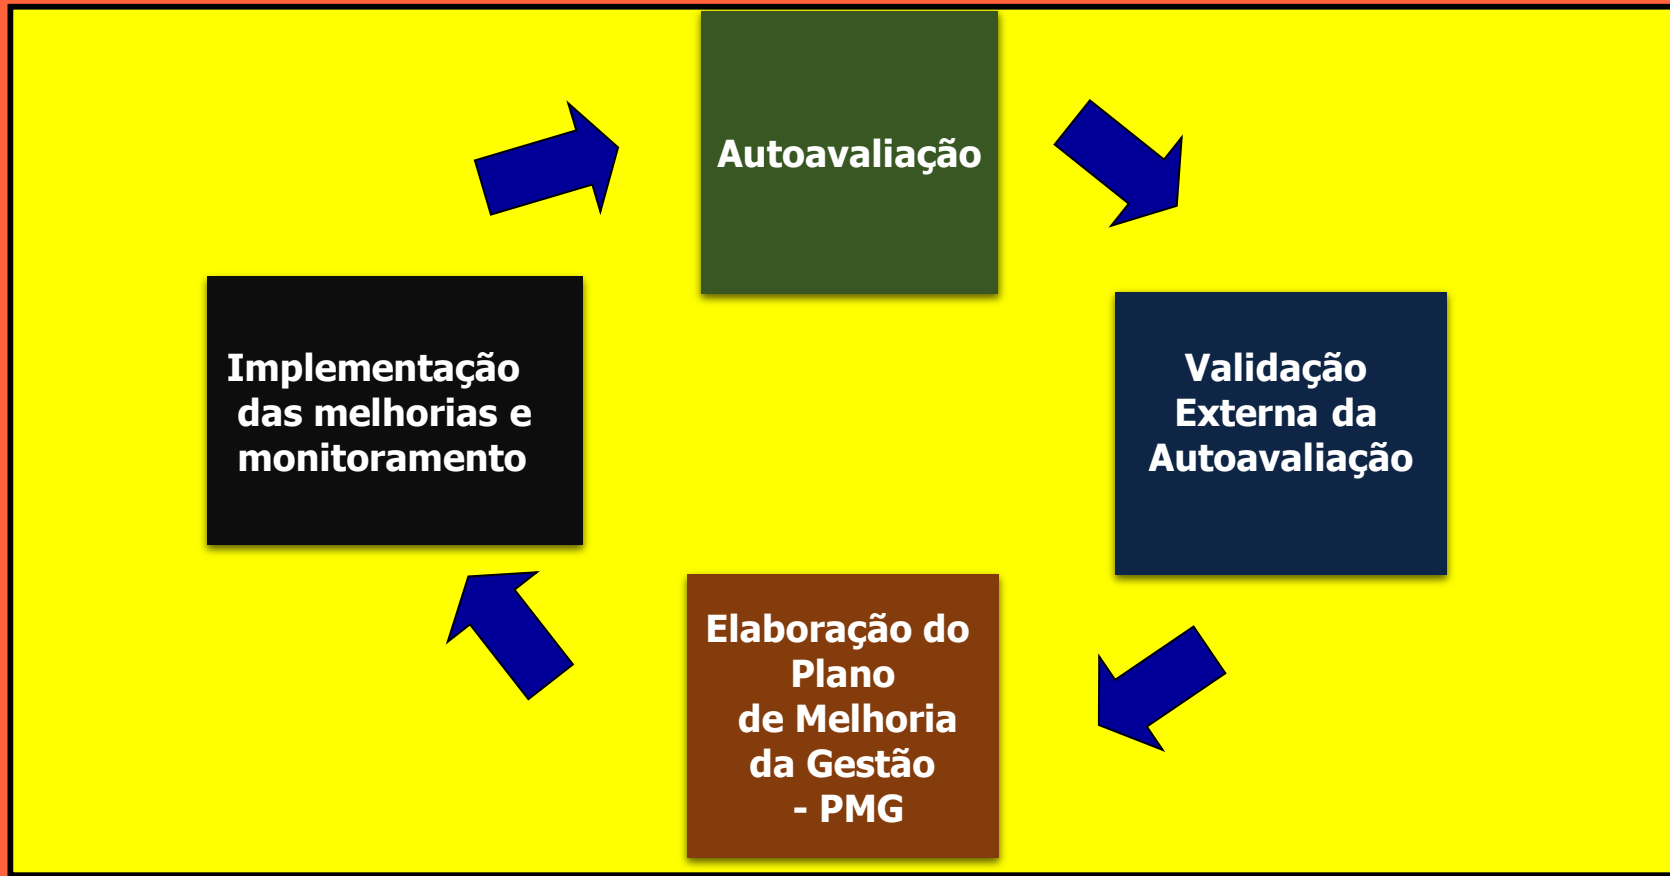 Autoavaliação
Implementação
das melhorias e
monitoramento
Validação
Externa da
Autoavaliação
Elaboração do
Plano
de Melhoria
da Gestão
- PMG